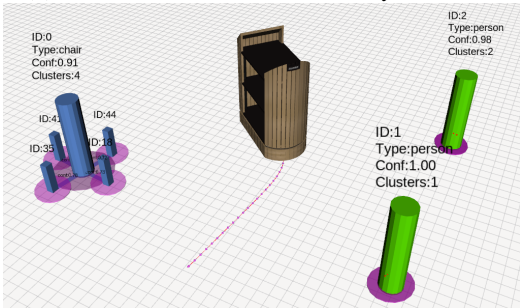 ID:0
Type:chair
Conf:0.91
Clusters:4
ID:41
ID:44
ID:35
ID:18
ID:2
Type:person
Conf:0.98
Clusters:2
ID:1
Type:person
Conf:1.00
Clusters:1